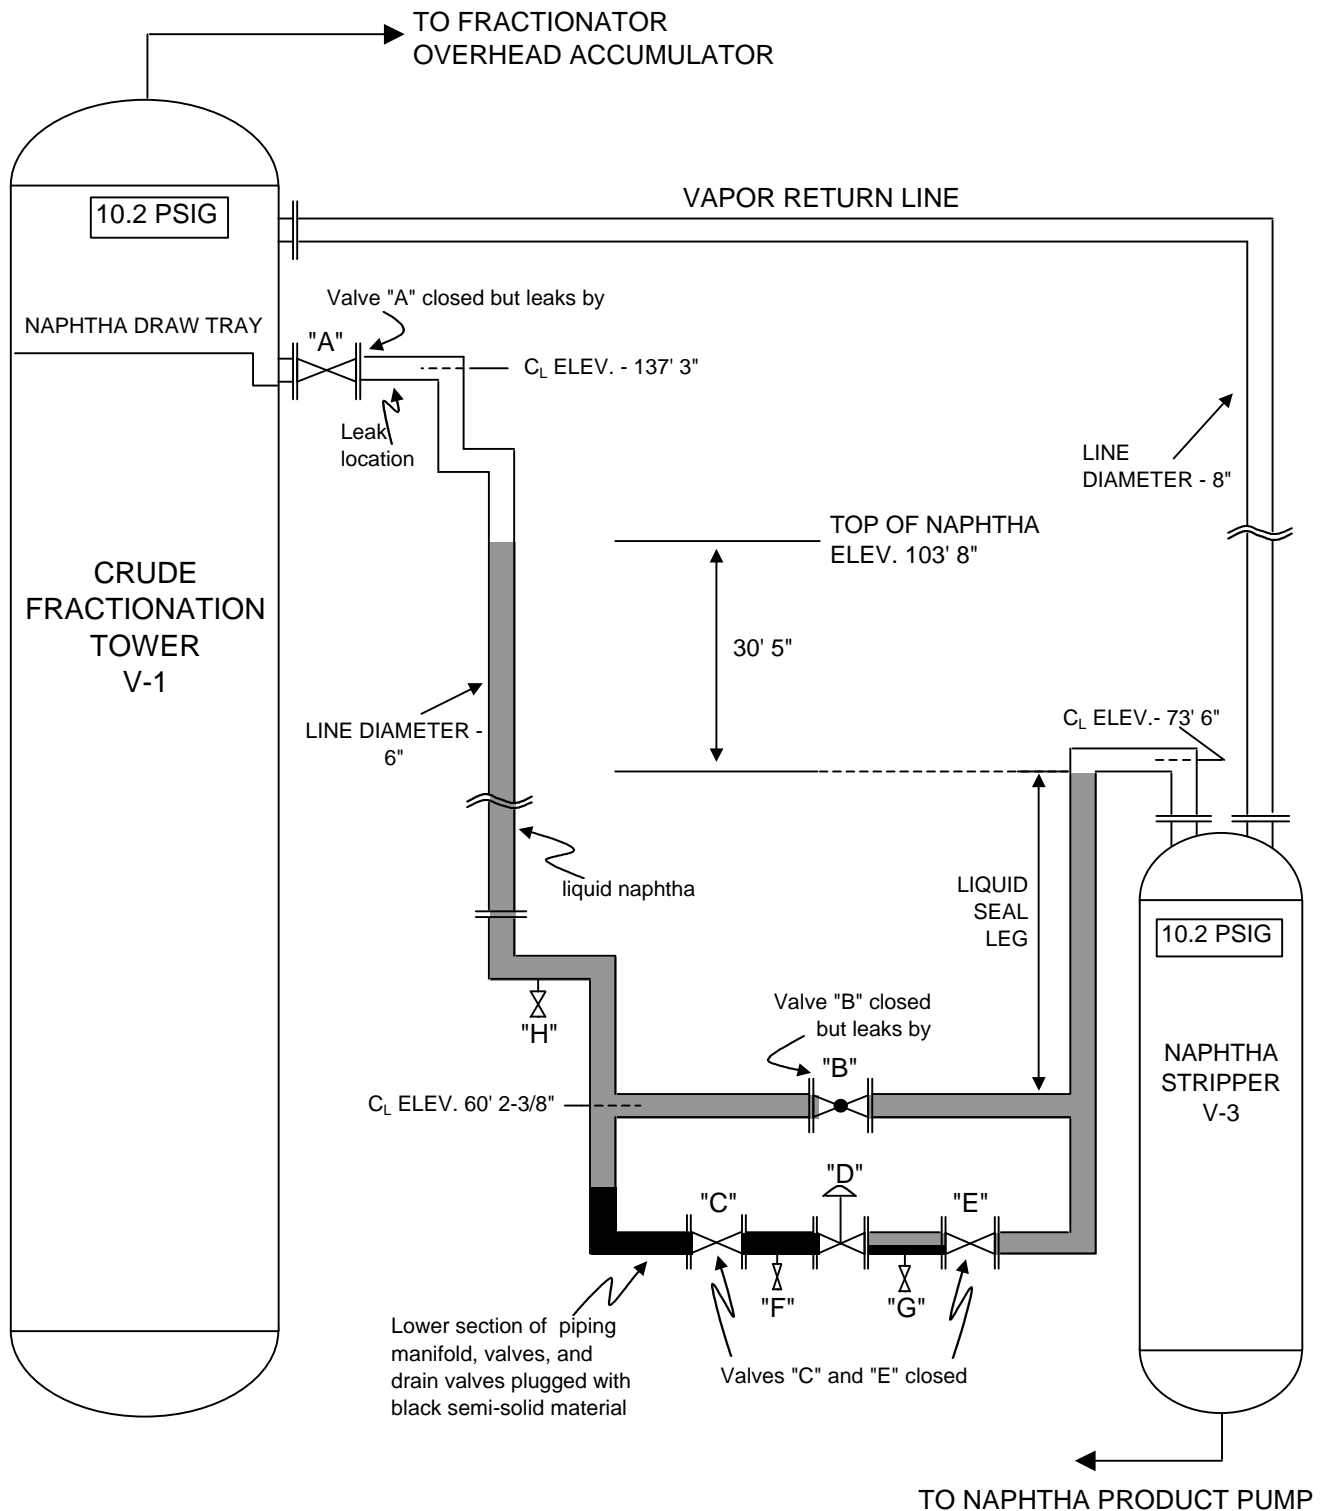 TO FRACTIONATOR
OVERHEAD ACCUMULATOR
10.2 PSIG
VAPOR RETURN LINE
Valve "A" closed but leaks by
NAPHTHA DRAW TRAY
"A"
C_L ELEV. - 137' 3"
Leak
location
LINE
DIAMETER - 8"
TOP OF NAPHTHA
ELEV. 103' 8"
CRUDE
FRACTIONATION
TOWER
V-1
30' 5"
LINE DIAMETER -
6"
C_L ELEV.- 73' 6"
liquid naphtha
LIQUID
SEAL
LEG
10.2 PSIG
Valve "B" closed
but leaks by
"H"
"B"
NAPHTHA
STRIPPER
V-3
C_L ELEV. 60' 2-3/8"
"C"
"D"
"E"
"F"
"G"
Lower section of piping
manifold, valves, and
drain valves plugged with
black semi-solid material
Valves "C" and "E" closed
TO NAPHTHA PRODUCT PUMP